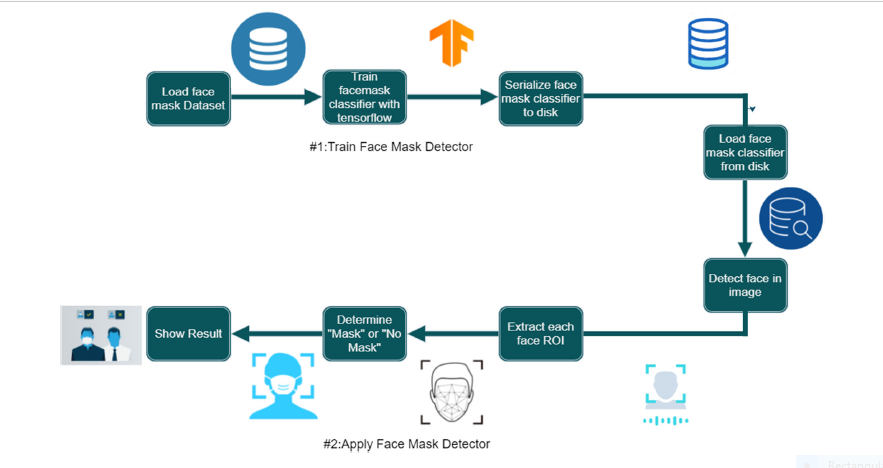 Load face
mask Dataset
Train
facemask
classifier with
tensorflow
Serialize face
mask classifier
to disk
#1:Train Face Mask Detector
Load face
mask classifier
from disk
Detect face in
image
Extract each
face ROI
Determine
"Mask" or "No
Mask"
Show Result
#2:Apply Face Mask Detector